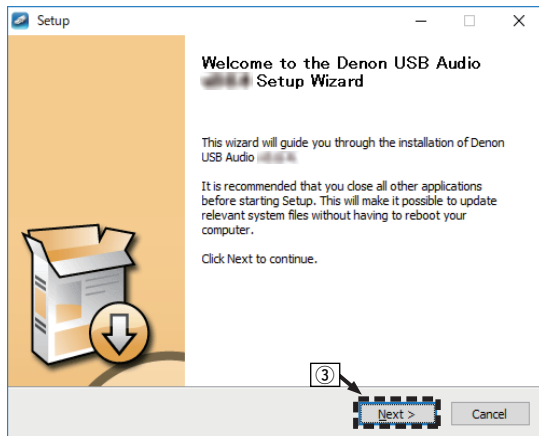 Setup
Welcome to the Denon USB Audio
Setup Wizard
This wizard will guide you through the installation of Denon
USB Audio
It is recommended that you close all other applications
before starting Setup. This will make it possible to update
relevant system files without having to reboot your
computer.
Click Next to continue.
③
Next >
Cancel